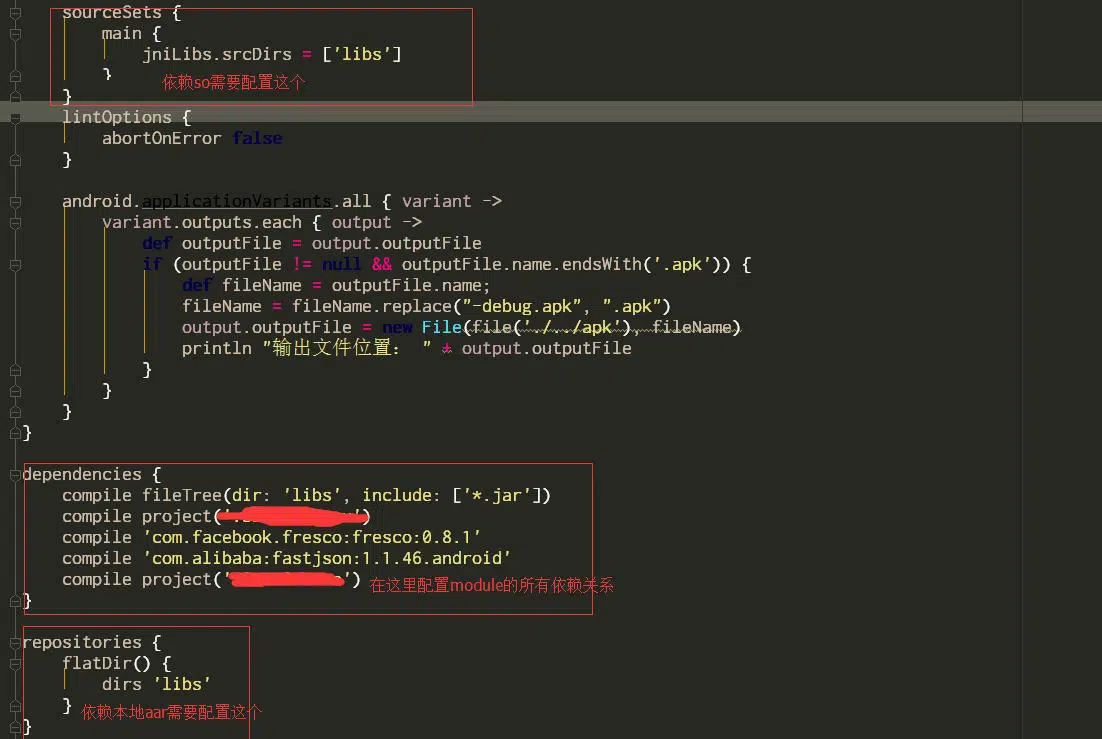 sourceSets {
main {
jniLibs.srcDirs = ['libs']
}
依赖so需要配置这个
}
lintOptions {
abortOnError false
}
android.applicationVariants.all { variant ->
variant.outputs.each { output ->
def outputFile = output.outputFile
if (outputFile != null && outputFile.name.endsWith('.apk')) {
def fileName = outputFile.name;
fileName = fileName.replace("-debug.apk", ".apk")
output.outputFile = new File(file('./../apk'), fileName)
println "输出文件位置： " + output.outputFile
}
}
}
}
dependencies {
compile fileTree(dir: 'libs', include: ['*.jar'])
compile project(')
compile 'com.facebook.fresco:fresco:0.8.1'
compile 'com.alibaba:fastjson:1.1.46.android'
compile project('') 在这里配置module的所有依赖关系
}
repositories {
flatDir() {
dirs 'libs'
} 依赖本地aar需要配置这个
}